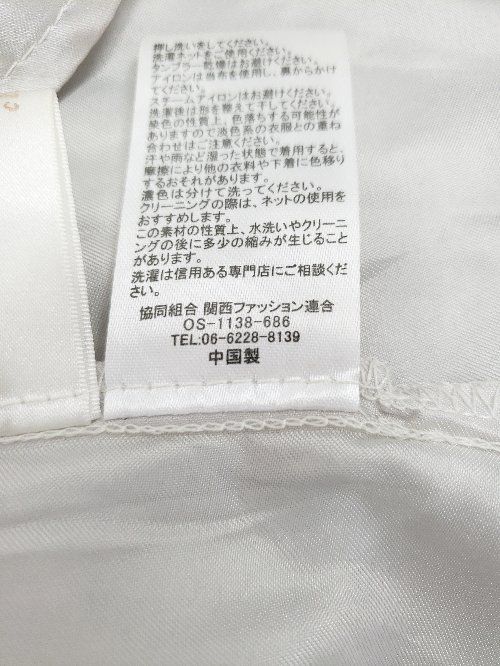 押し洗いをしてください。
洗濯ネットをご使用ください。
タンブラー乾燥はお避けください。
アイロンは当布を使用し、裏からかけ
てください。
スチームアイロンはお避けください。
洗濯後は形を整えて干してください。
染色の性質上、色落ちする可能性が
ありますので淡色系の衣服との重ね
合わせはご注意ください。
汗や雨など湿った状態で着用すると、
摩擦により他の衣料や下着に色移り
するおそれがあります。
濃色は分けて洗ってください。
クリーニングの際は、ネットの使用を
おすすめします。
この素材の性質上、水洗いやクリーニ
ングの後に多少の縮みが生じること
があります。
洗濯は信用ある専門店にご相談くだ
さい。
協同組合 関西ファッション連合
OS-1138-686
TEL:06-6228-8139
中国製